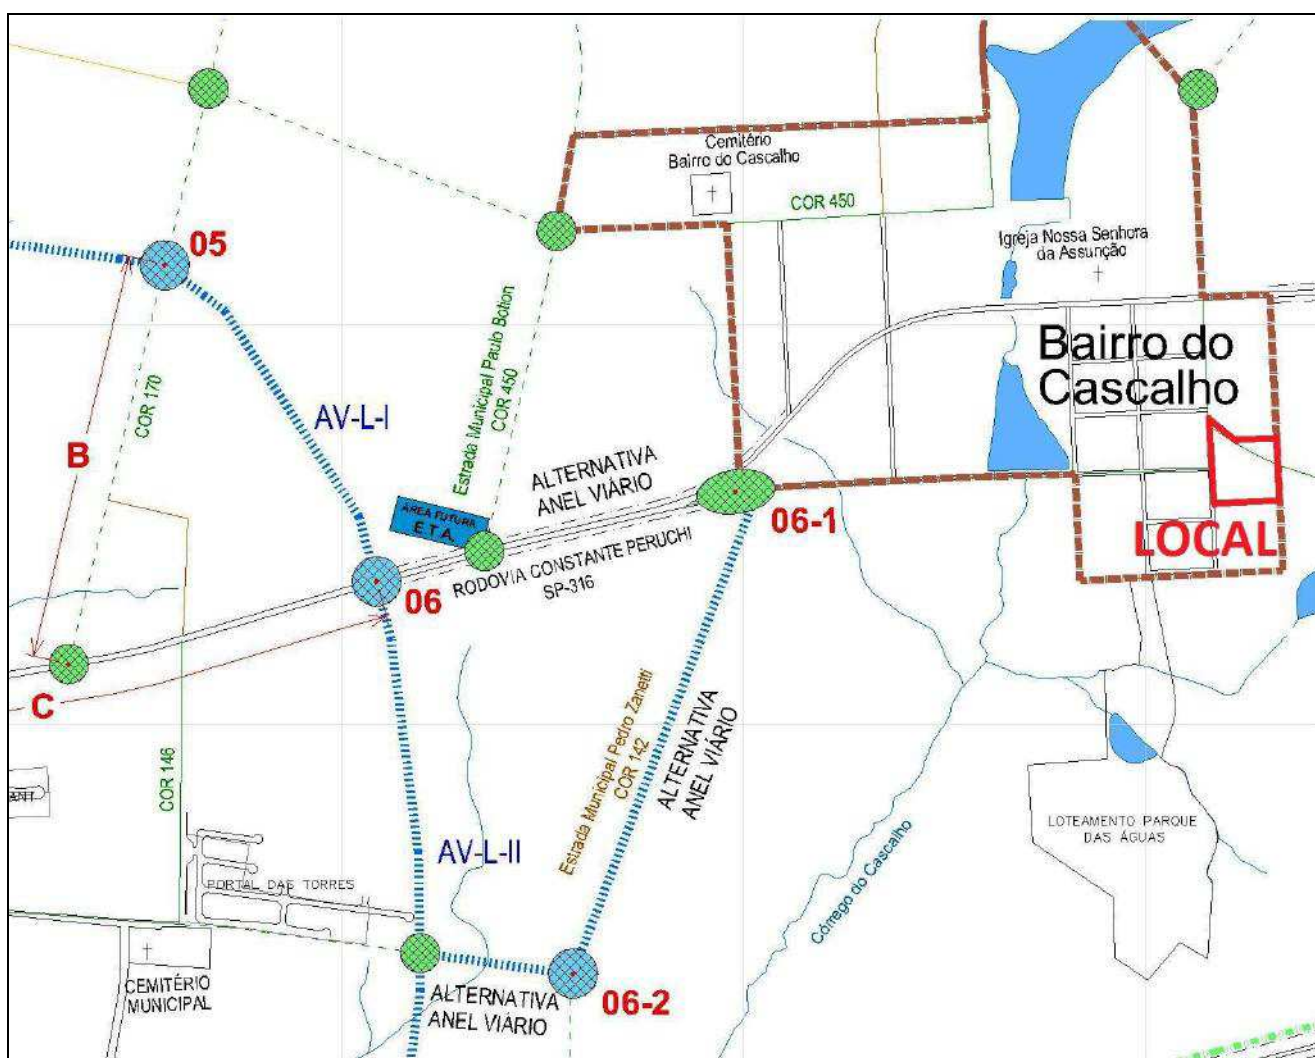 Cemitério
Bairro do Cascalho
COR 450
05
Igreja Nossa Senhora
da Assunção
Bairro do
Cascalho
Estrada Municipal Paulo Botion
COR 450
COR 170
AV-L-I
B
ALTERNATIVA
ANEL VIÁRIO
ÁREA FUTURA
E.T.A.
06-1
LOCAL
RODOVIA CONSTANTE PERUCHI
SP-316
06
C
Estrada Municipal Pedro Zanetti
COR 142
ALTERNATIVA
ANEL VIÁRIO
COR 146
ANT
LOTEAMENTO PARQUE
DAS ÁGUAS
AV-L-II
PORTAL DAS TORRES
Córrego do Cascalho
CEMITÉRIO
MUNICIPAL
ALTERNATIVA
ANEL VIÁRIO
06-2